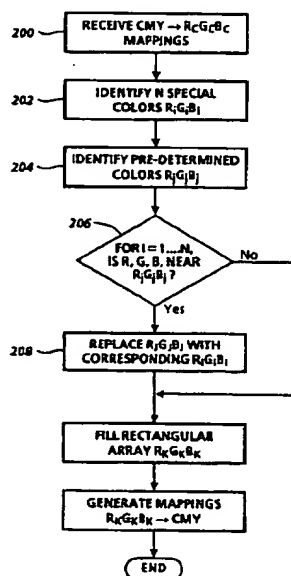 200
RECEIVE CMY → RCGCBC
MAPPINGS
202
IDENTIFY N SPECIAL
COLORS RiGiBi
204
IDENTIFY PRE-DETERMINED
COLORS RjGjBj
206
FOR I = 1....N,
IS R, G, B, NEAR
RjGjBj ?
No
Yes
208
REPLACE RjGjBj WITH
CORRESPONDING RiGiBi
FILL RECTANGULAR
ARRAY RKGKBK
GENERATE MAPPINGS
RKGKBK → CMY
END